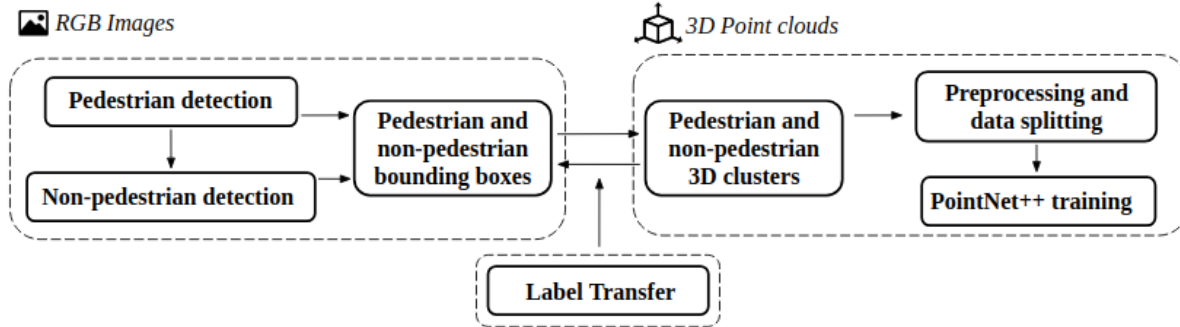 RGB Images
3D Point clouds
Pedestrian detection
Non-pedestrian detection
Pedestrian and
non-pedestrian
bounding boxes
Pedestrian and
non-pedestrian
3D clusters
Preprocessing and
data splitting
PointNet++ training
Label Transfer